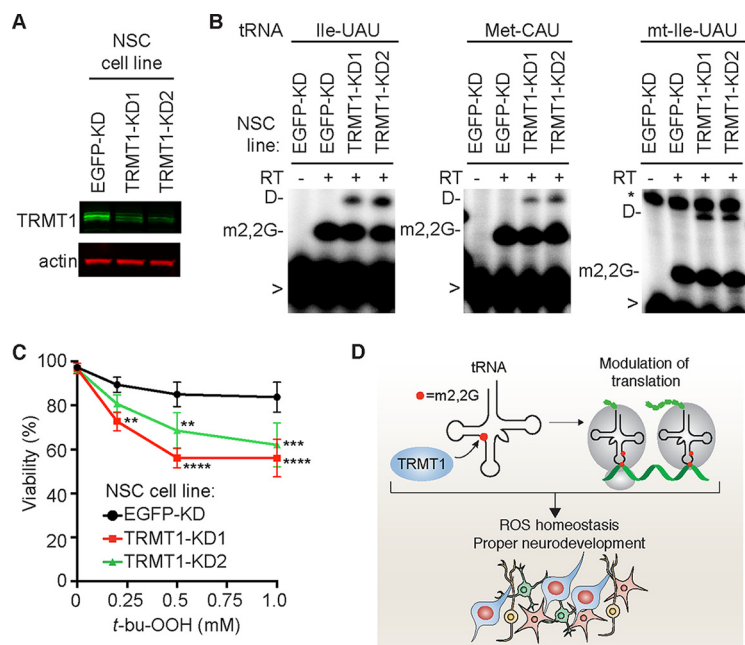 A
NSC
cell line
EGFP-KD
TRMT1-KD1
TRMT1-KD2
TRMT1
actin
B
tRNA Ile-UAU Met-CAU mt-Ile-UAU
NSC
line:
EGFP-KD EGFP-KD TRMT1-KD1 TRMT1-KD2
EGFP-KD EGFP-KD TRMT1-KD1 TRMT1-KD2
EGFP-KD EGFP-KD TRMT1-KD1 TRMT1-KD2
RT - + + + RT - + + + RT - + + +
D- D- *
D-
m2,2G- m2,2G- m2,2G-
> > >
C
Viability (%)
100
80
60
40
20
0
** ** ***
** **** ****
NSC cell line:
EGFP-KD
TRMT1-KD1
TRMT1-KD2
0 0.25 0.5 0.75 1.0
t-bu-OOH (mM)
D
tRNA
=m2,2G
TRMT1
Modulation of
translation
ROS homeostasis
Proper neurodevelopment